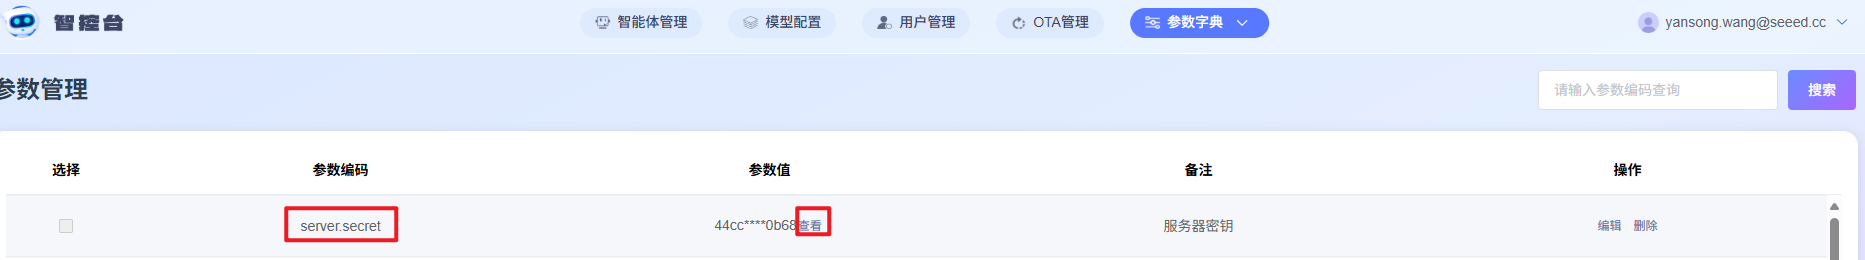 智控台 智能体管理 模型配置 用户管理 OTA管理 参数字典 yansong.wang@seeed.cc
参数管理 请输入参数编码查询 搜索
选择 参数编码 参数值 备注 操作
server.secret 44cc****0b68查看 服务器密钥 编辑 删除